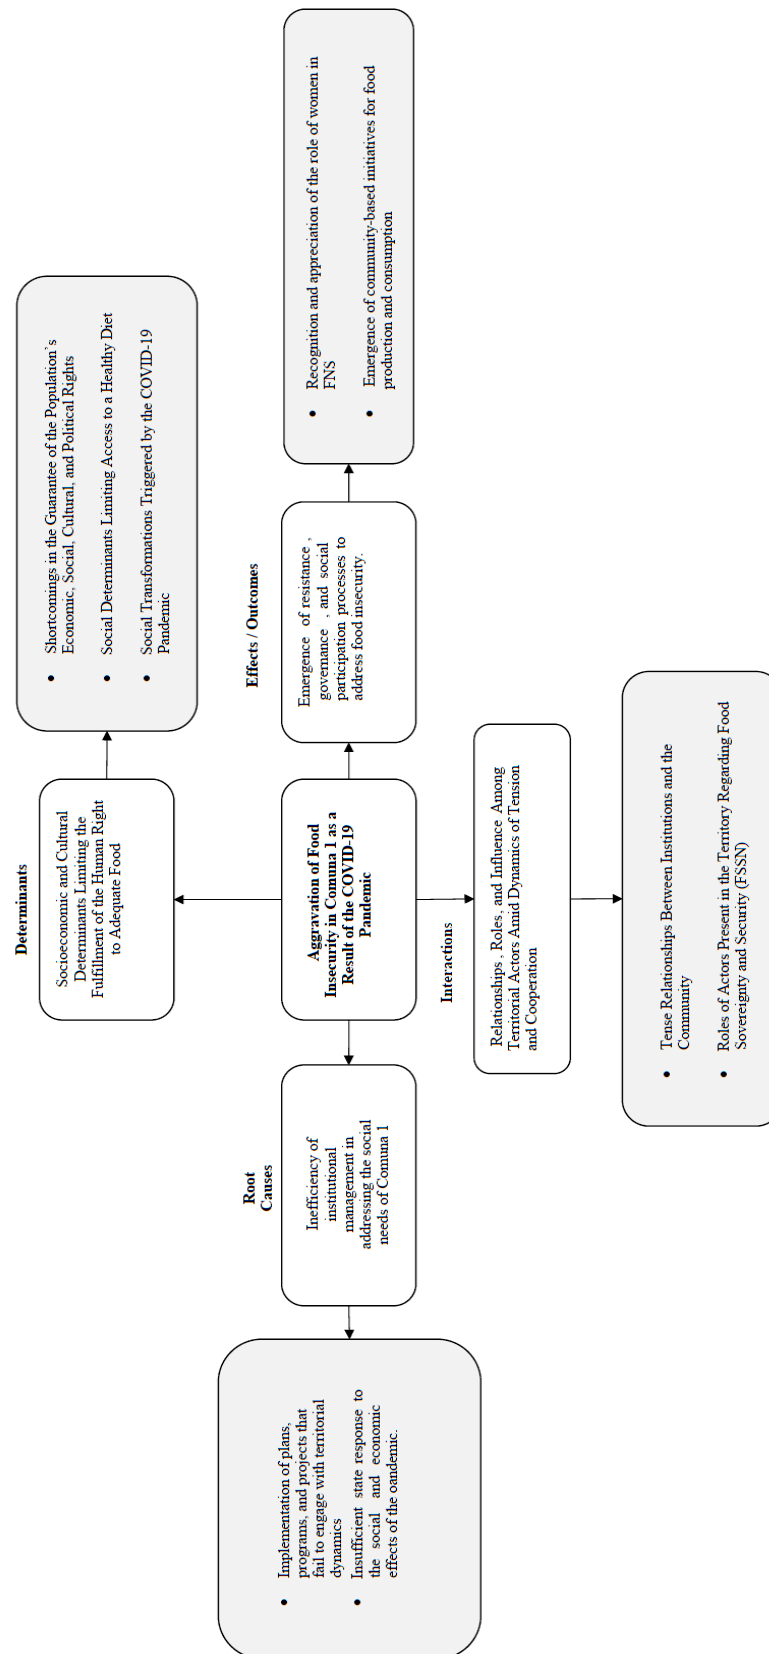 Determinants
Socioeconomic and Cultural
Determinants Limiting the
Fulfillment of the Human Right
to Adequate Food
• Shortcomings in the Guarantee of the Population's
Economic, Social, Cultural, and Political Rights
• Social Determinants Limiting Access to a Healthy Diet
• Social Transformations Triggered by the COVID-19
Pandemic
Root
Causes
Inefficiency of
institutional
management in
addressing the social
needs of Comuna 1
• Implementation of plans,
programs, and projects that
fail to engage with territorial
dynamics
• Insufficient state response to
the social and economic
effects of the oandemic.
Aggravation of Food
Insecurity in Comuna 1 as a
Result of the COVID-19
Pandemic
Effects / Outcomes
Emergence of resistance ,
governance , and social
participation processes to
address food insecurity.
• Recognition and appreciation of the role of women in
FNS
• Emergence of community-based initiatives for food
production and consumption
Interactions
Relationships , Roles, and Influence Among
Territorial Actors Amid Dynamics of Tension
and Cooperation
• Tense Relationships Between Institutions and the
Community
• Roles of Actors Present in the Territory Regarding Food
Sovereignty and Security (FSSN)